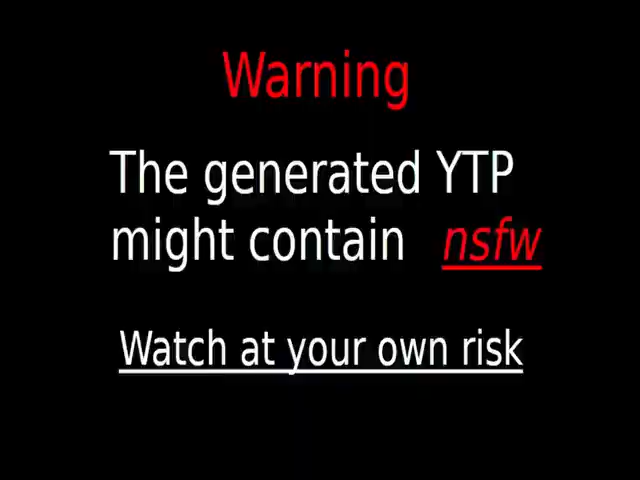 Warning
The generated YTP
might contain nsfw
Watch at your own risk